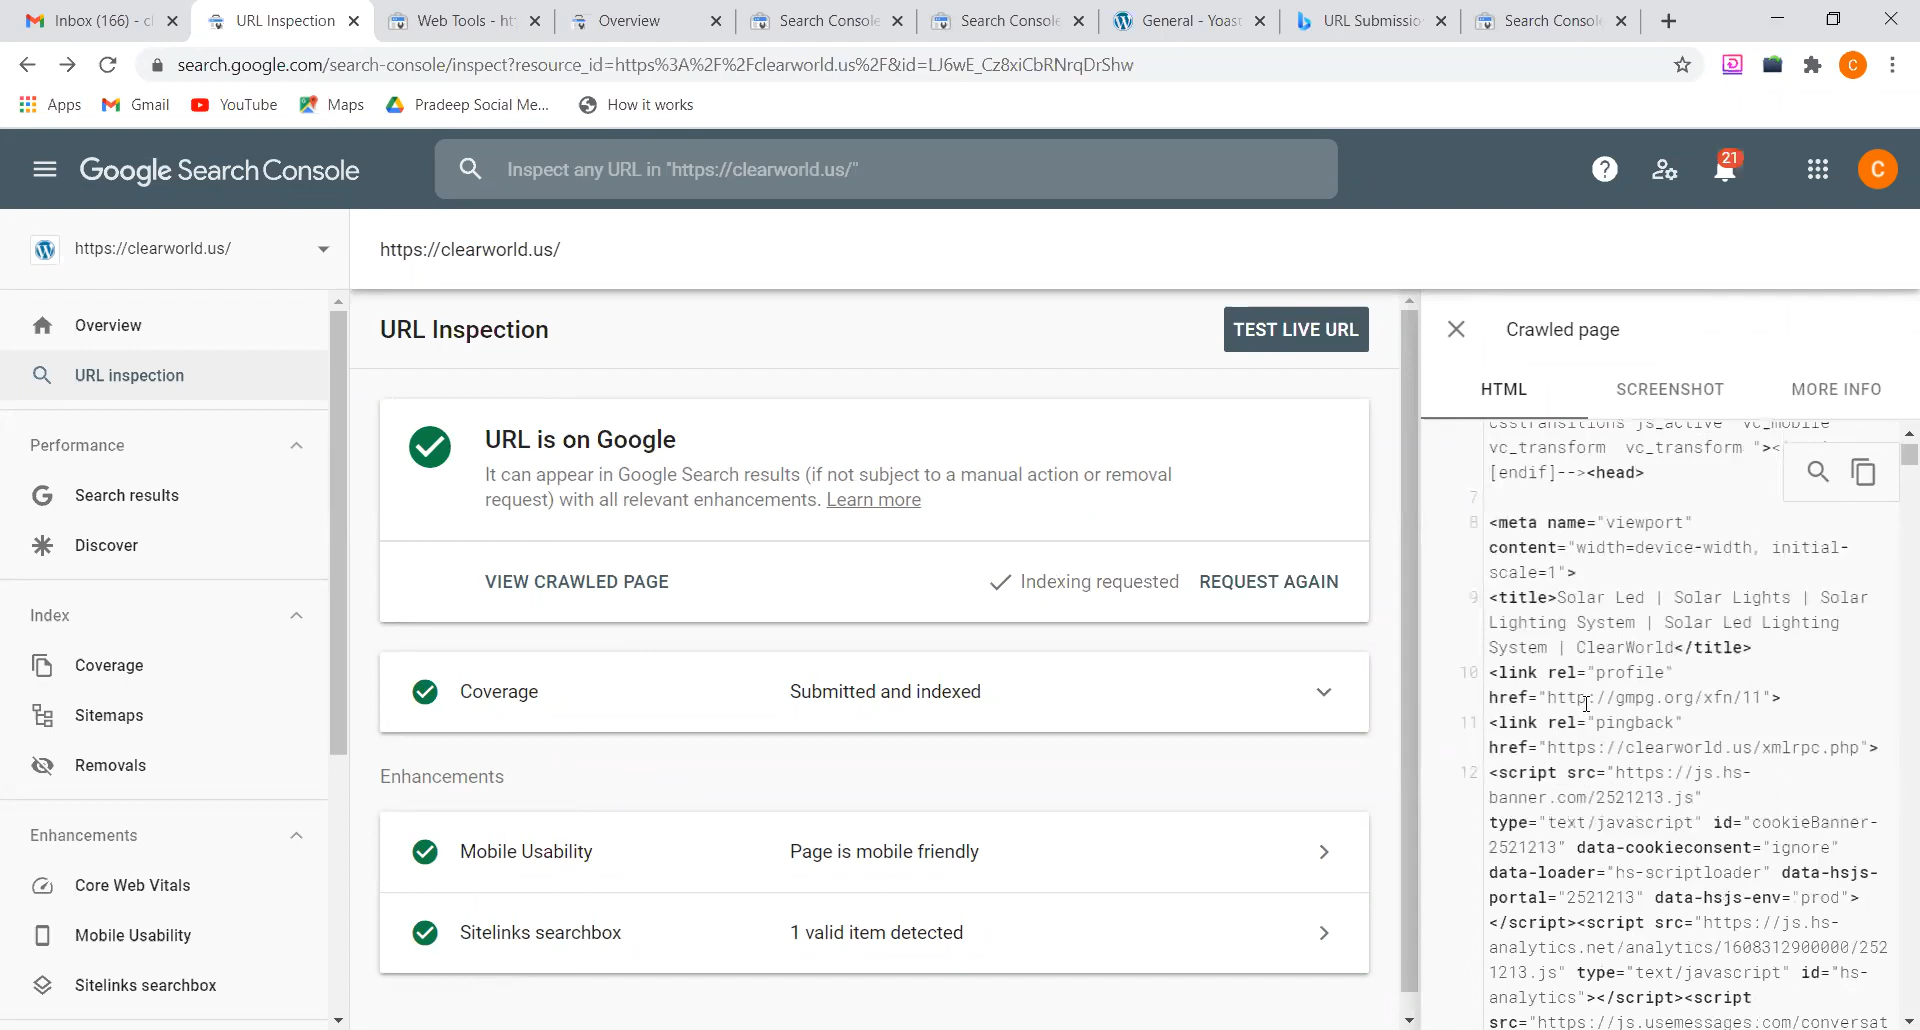 Inbox (166) - cl
URL Inspection
Web Tools - htt
Overview
Search Console
Search Console
General - Yoast
URL Submissio
Search Console
search.google.com/search-console/inspect?resource_id=https%3A%2F%2Fclearworld.us%2F&id=LJ6wE_Cz8xiCbRNrqDrShw
C
Apps
Gmail
YouTube
Maps
Pradeep Social Me...
How it works
Google Search Console
Inspect any URL in "https://clearworld.us/"
21
C
https://clearworld.us/
https://clearworld.us/
Overview
URL inspection
Performance
Search results
Discover
Index
Coverage
Sitemaps
Removals
Enhancements
Core Web Vitals
Mobile Usability
Sitelinks searchbox
URL Inspection
TEST LIVE URL
URL is on Google
It can appear in Google Search results (if not subject to a manual action or removal
request) with all relevant enhancements. Learn more
VIEW CRAWLED PAGE
Indexing requested
REQUEST AGAIN
Coverage
Submitted and indexed
Enhancements
Mobile Usability
Page is mobile friendly
Sitelinks searchbox
1 valid item detected
Crawled page
HTML
SCREENSHOT
MORE INFO
csstransitions js_active vc_mobile
vc_transform vc_transform "><
[endif]--><head>
7
8 <meta name="viewport"
content="width=device-width, initial-
scale=1">
9 <title>Solar Led | Solar Lights | Solar
Lighting System | Solar Led Lighting
System | ClearWorld</title>
10 <link rel="profile"
href="http://gmpg.org/xfn/11">
11 <link rel="pingback"
href="https://clearworld.us/xmlrpc.php">
12 <script src="https://js.hs-
banner.com/2521213.js"
type="text/javascript" id="cookieBanner-
2521213" data-cookieconsent="ignore"
data-loader="hs-scriptloader" data-hsjs-
portal="2521213" data-hsjs-env="prod">
</script><script src="https://js.hs-
analytics.net/analytics/1608312900000/252
1213.js" type="text/javascript" id="hs-
analytics"></script><script
src="https://js.usemessages.com/conversat